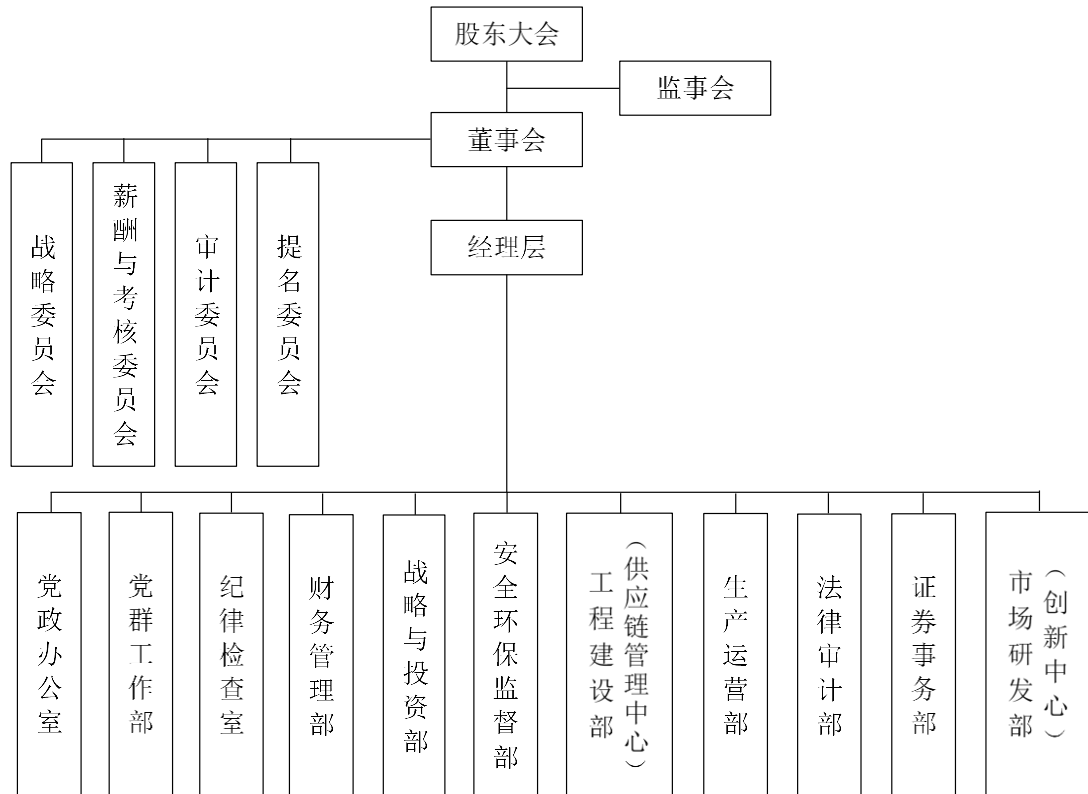 股东大会
监事会
董事会
经理层
战略委员会
薪酬与考核委员会
审计委员会
提名委员会
党政办公室
党群工作部
纪律检查室
财务管理部
战略与投资部
安全环保监督部
工程建设部
（供应链管理中心）
生产运营部
法律审计部
证券事务部
市场研发部
（创新中心）